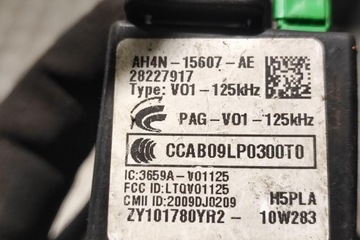 AH4N-15607-AE
28227917
Type: V01-125kHz
PAG-V01-125kHz
CCAB09LP0300T0
IC:3659A-V01125
FCC ID:LTQV01125
CMII ID:2009DJ0209
H5PLA
ZY101780YR2- 10W283